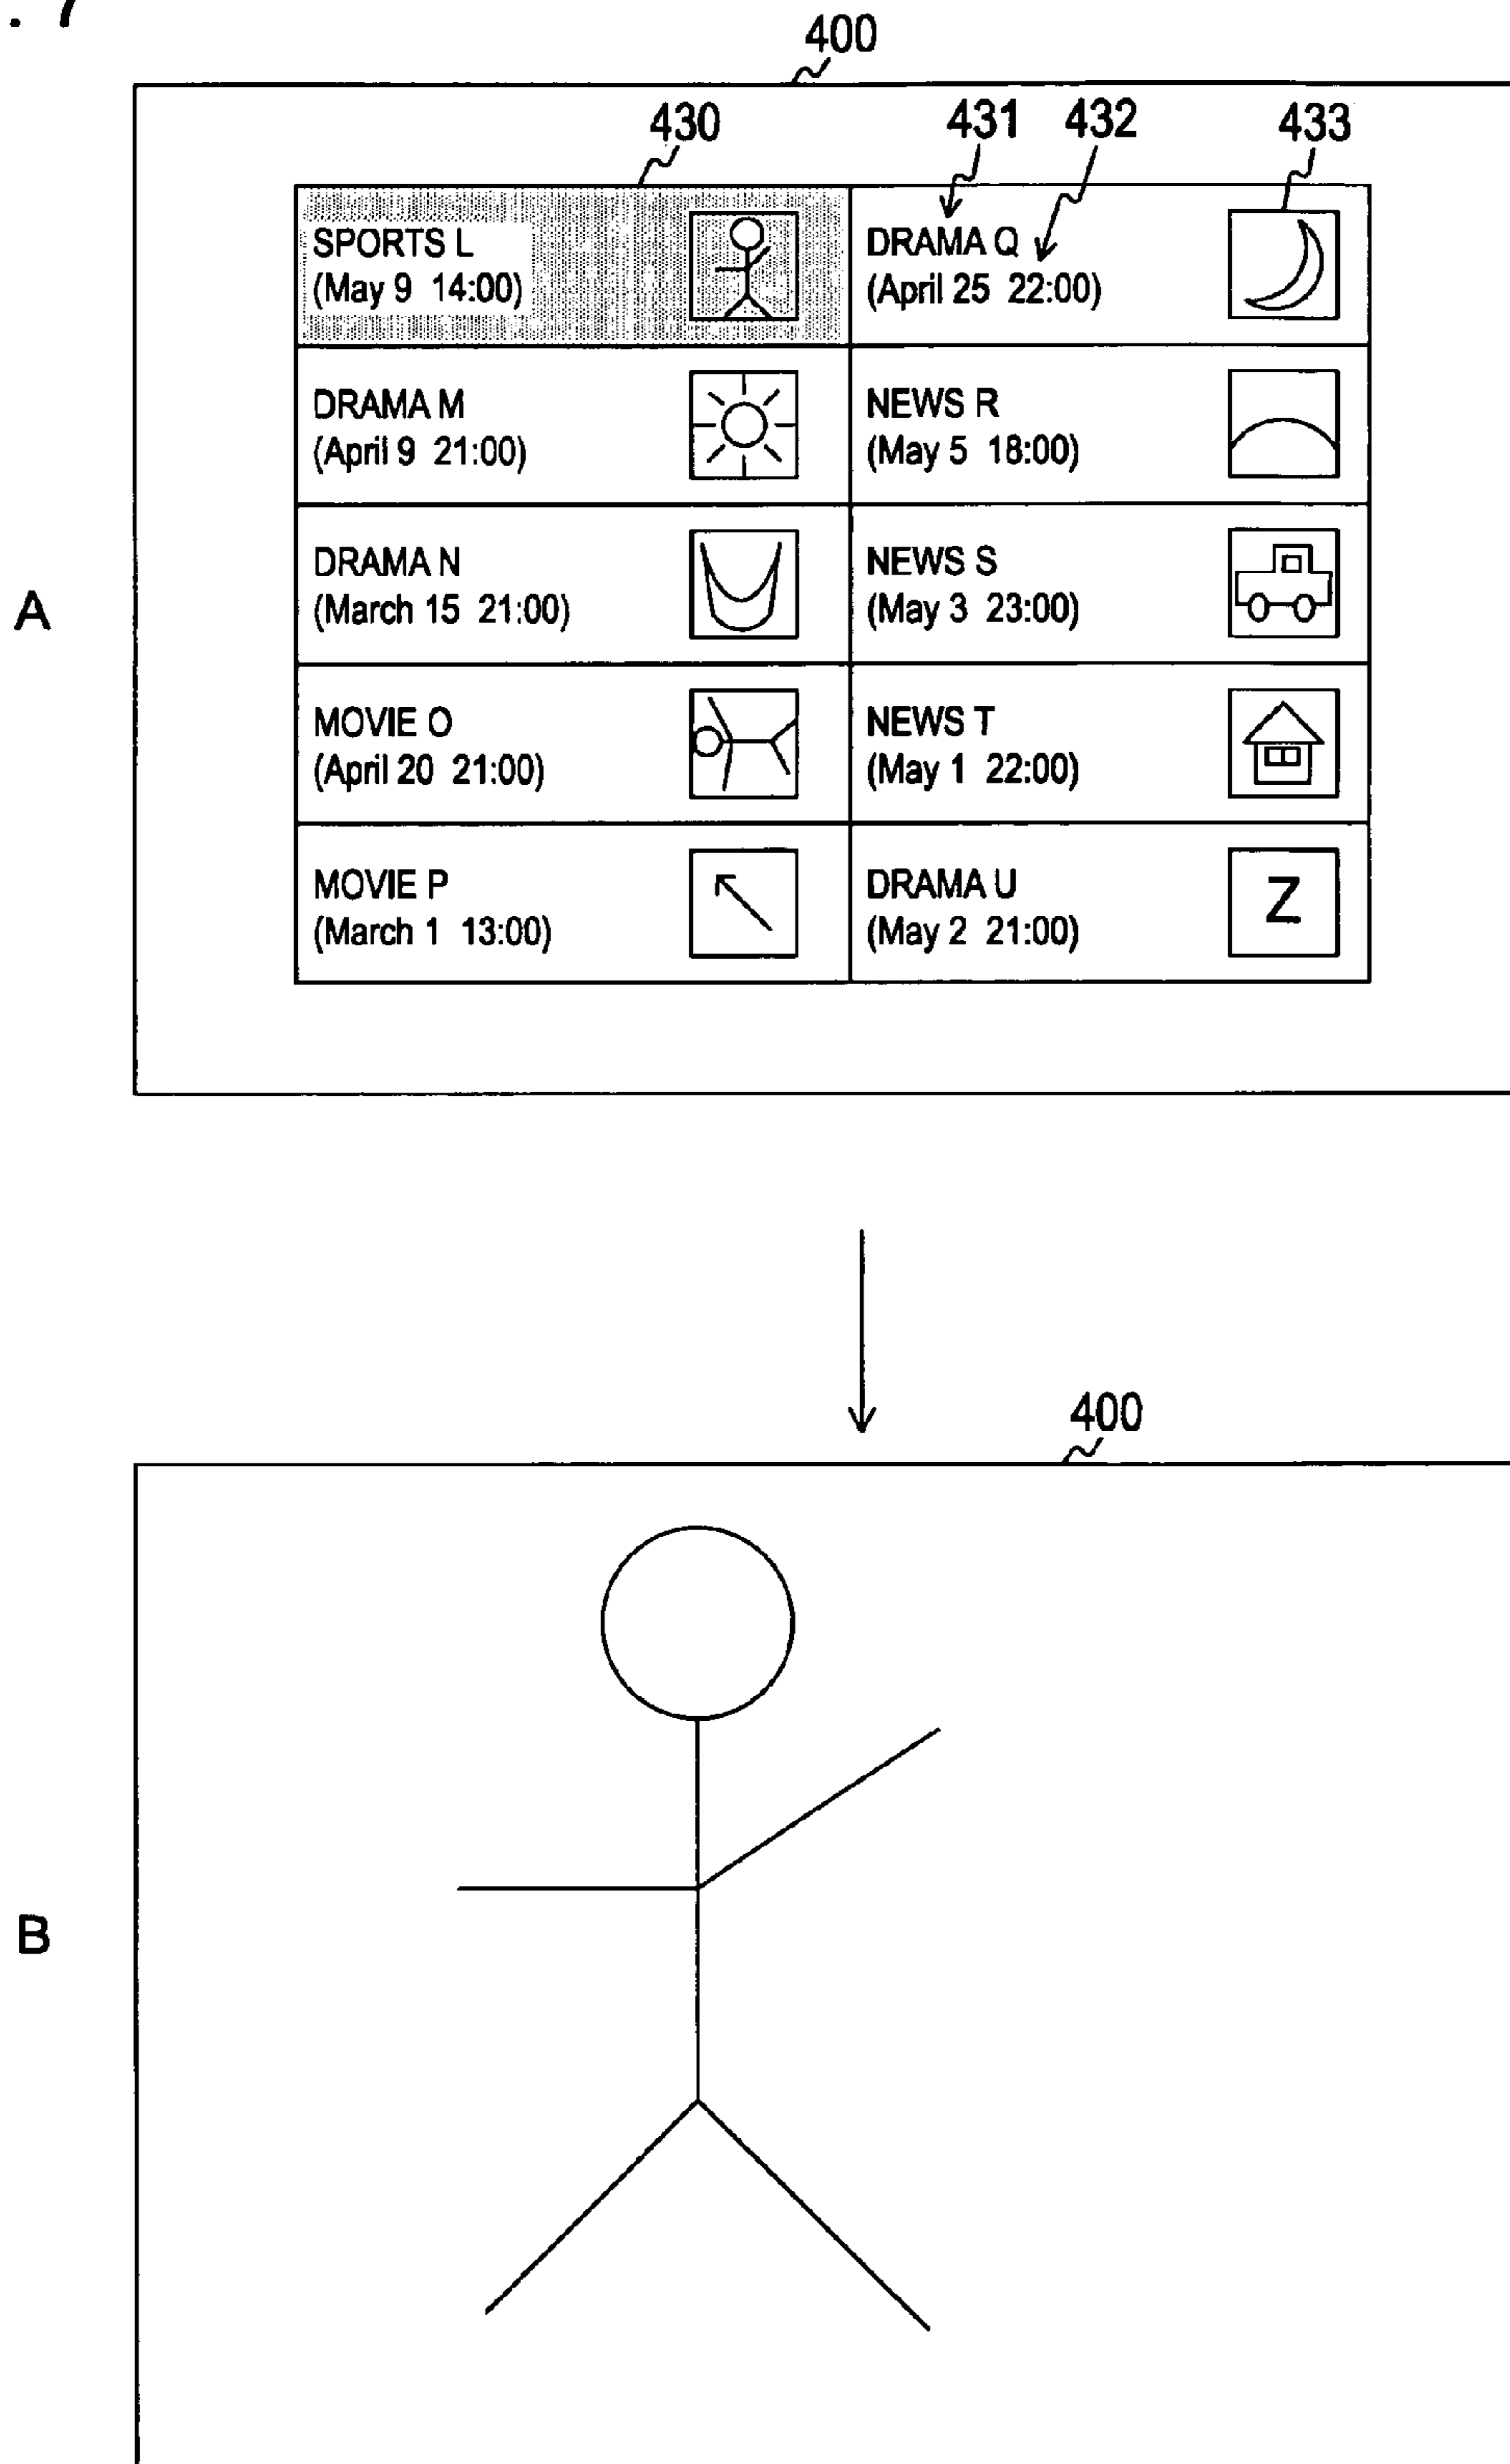 . 7
400
430
431
432
433
SPORTS L
(May 9 14:00)
DRAMA Q
(April 25 22:00)
DRAMA M
(April 9 21:00)
NEWS R
(May 5 18:00)
A
DRAMA N
(March 15 21:00)
NEWS S
(May 3 23:00)
MOVIE O
(April 20 21:00)
NEWS T
(May 1 22:00)
MOVIE P
(March 1 13:00)
DRAMA U
(May 2 21:00)
Z
400
B